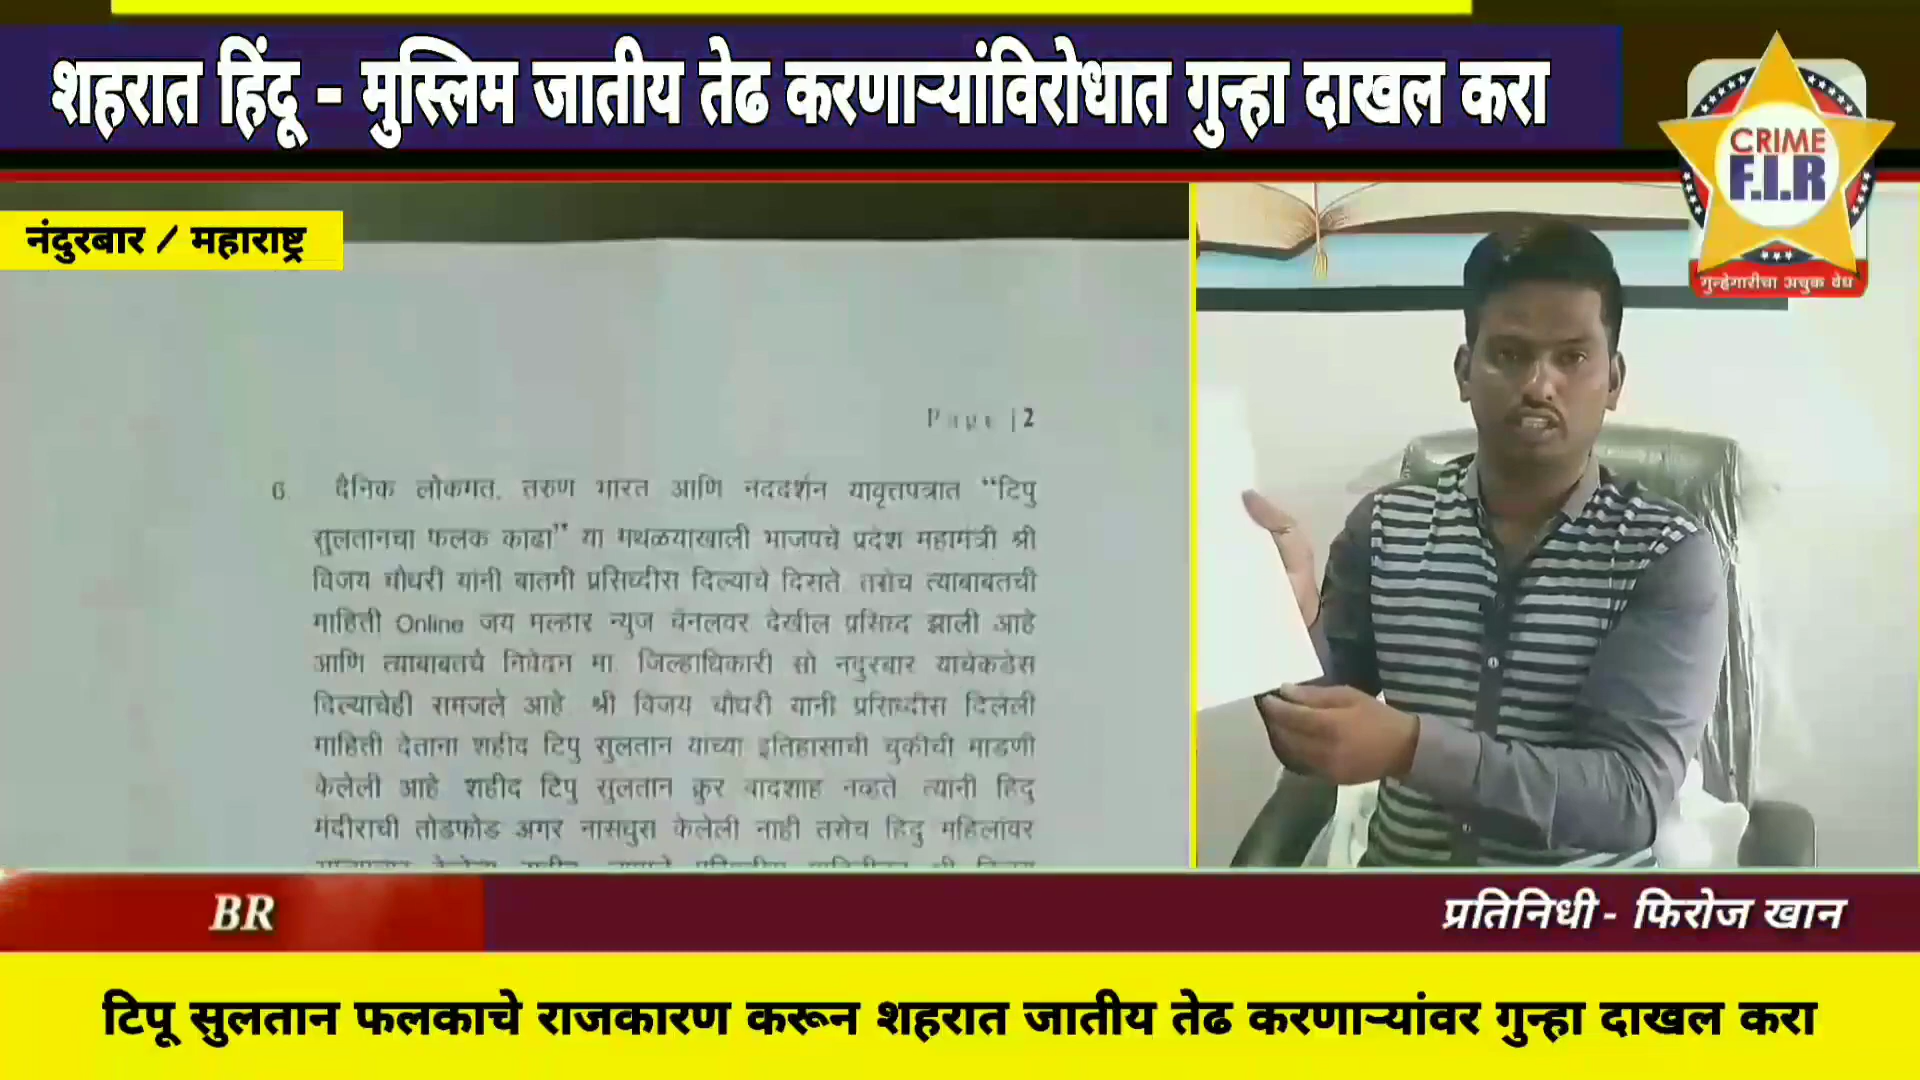 शहरात हिंदू - मुस्लिम जातीय तेढ करणाऱ्यांविरोधात गुन्हा दाखल करा
CRIME
F.I.R
गुन्हेगारीचा अचुक वेध
नंदुरबार / महाराष्ट्र
Page | 2
6 दैनिक लोकमत, तरुण भारत आणि नंददर्शन यावृत्तपत्रात "टिपु
सुलतानचा फलक काढा" या मथळयाखाली भाजपचे प्रदेश महामंत्री श्री
विजय चौधरी यांनी बातमी प्रसिध्दीस दिल्याचे दिसते. तसेच त्याबाबतची
माहिती Online जय मल्हार न्युज चॅनलवर देखील प्रसिध्द झाली आहे
आणि त्याबाबतचे निवेदन मा. जिल्हाधिकारी सो नंदुरबार यांचेकडेस
दिल्याचेही समजले आहे. श्री विजय चौधरी यांनी प्रसिध्दीस दिलेली
माहिती देताना शहीद टिपु सुलतान यांच्या इतिहासाची चुकीची माडणी
केलेली आहे. शहीद टिपु सुलतान क्रुर बादशाह नव्हते. त्यांनी हिंदु
मंदीराची तोडफोड अगर नासधुस केलेली नाही तसेच हिंदु महिलांवर
BR
प्रतिनिधी - फिरोज खान
टिपू सुलतान फलकाचे राजकारण करून शहरात जातीय तेढ करणाऱ्यांवर गुन्हा दाखल करा